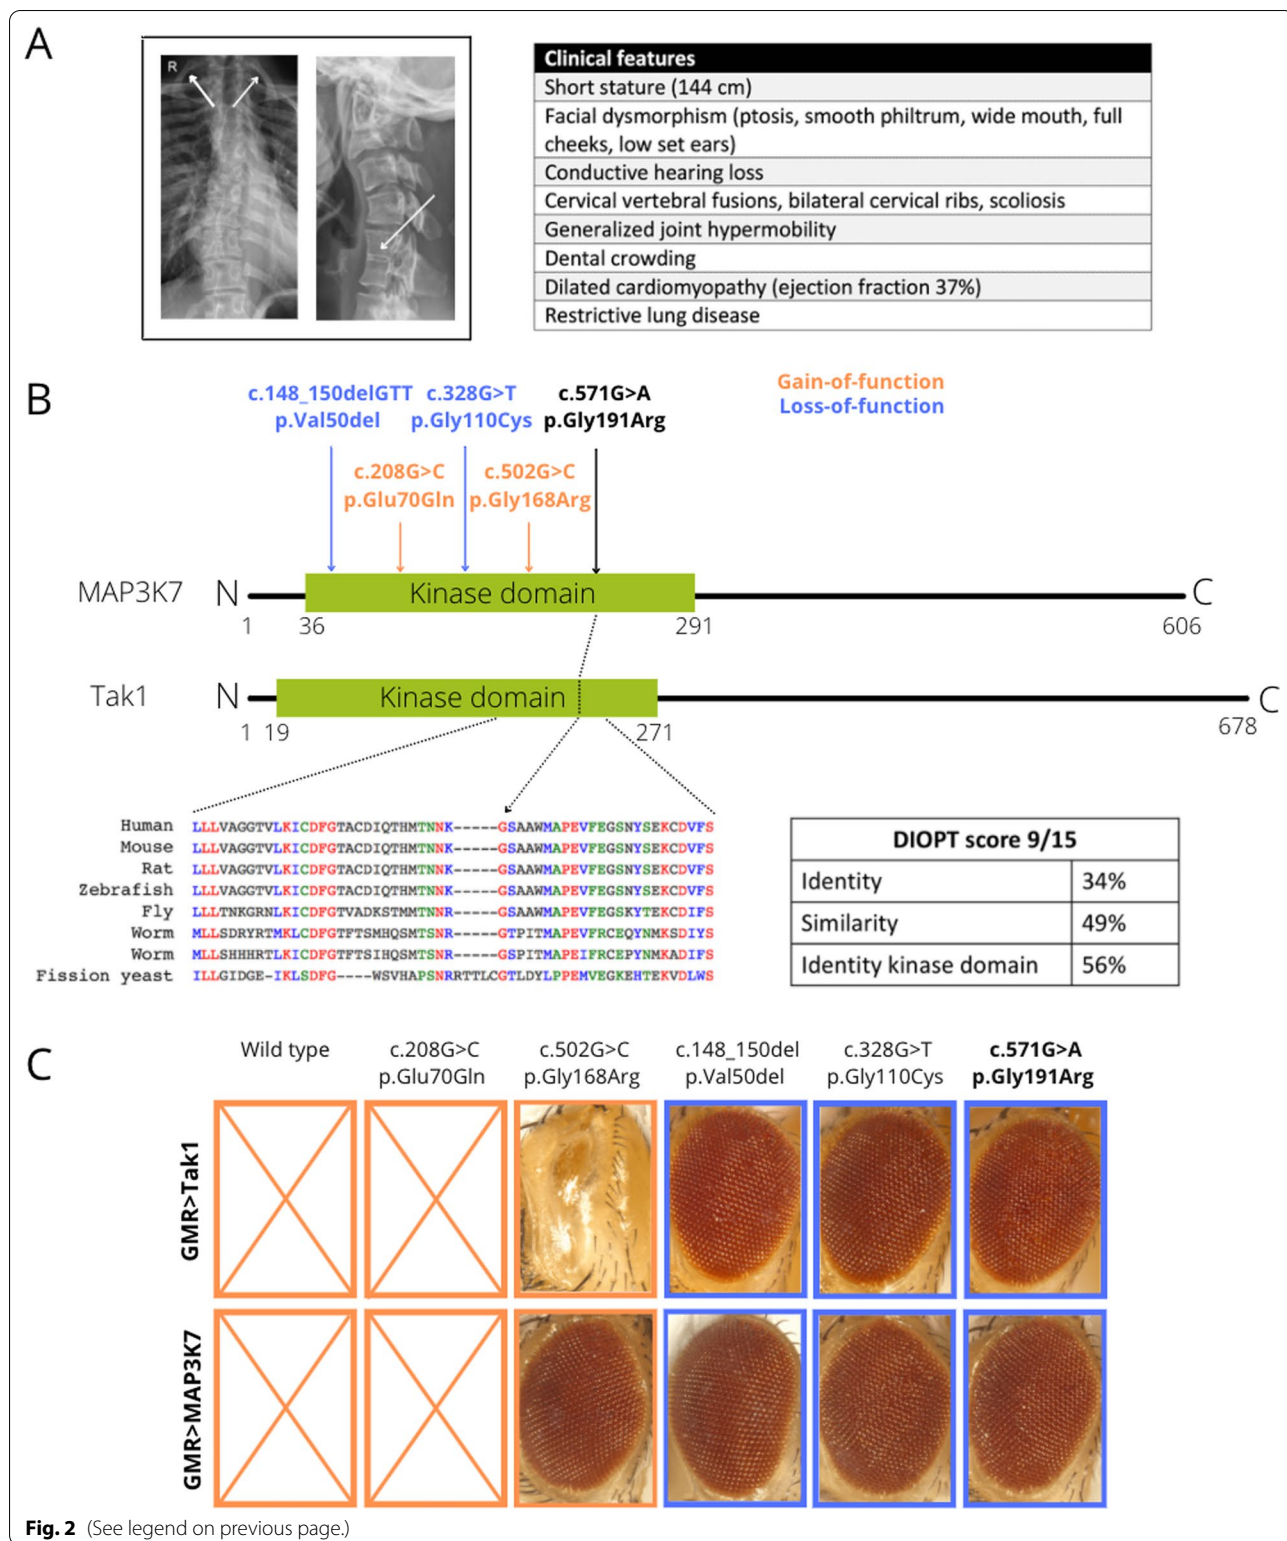 A
R
Clinical features
Short stature (144 cm)
Facial dysmorphism (ptosis, smooth philtrum, wide mouth, full
cheeks, low set ears)
Conductive hearing loss
Cervical vertebral fusions, bilateral cervical ribs, scoliosis
Generalized joint hypermobility
Dental crowding
Dilated cardiomyopathy (ejection fraction 37%)
Restrictive lung disease
B
c.148_150delGTT c.328G>T c.571G>A
p.Val50del p.Gly110Cys p.Gly191Arg
Gain-of-function
Loss-of-function
c.208G>C c.502G>C
p.Glu70Gln p.Gly168Arg
MAP3K7 N Kinase domain C
1 36 291 606
Tak1 N Kinase domain C
1 19 271 678
Human LLLVAGGTVLKICDFGTACDIQTHMTNNK-----GSAAWMAPEVFEGSNYSEKCDVFS
Mouse LLLVAGGTVLKICDFGTACDIQTHMTNNK-----GSAAWMAPEVFEGSNYSEKCDVFS
Rat LLLVAGGTVLKICDFGTACDIQTHMTNNK-----GSAAWMAPEVFEGSNYSEKCDVFS
Zebrafish LLLVAGGTVLKICDFGTACDIQTHMTNNK-----GSAAWMAPEVFEGSNYSEKCDVFS
Fly LLLTNKGRNLKICDFGTVADKSTMMTNNR-----GSAAWMAPEVFEGSKYTEKCDIFS
Worm MLLSDRYRTMKLCDFGTFTSMHQSMTSNR-----GTPITMAPEVFRCEQYNMKSDIYS
Worm MLLSHHHRTLKICDFGTFTSIHQSMTSNR-----GSPITMAPEIFRCEPYNMKADIFS
Fission yeast ILLGIDGE-IKLSDFG----WSVHAPSNRRTTLCGTLDYLPPEMVEGKEHTEKVDLWS
DIOPT score 9/15
Identity 34%
Similarity 49%
Identity kinase domain 56%
C
Wild type c.208G>C c.502G>C c.148_150del c.328G>T c.571G>A
p.Glu70Gln p.Gly168Arg p.Val50del p.Gly110Cys p.Gly191Arg
GMR>Tak1
GMR>MAP3K7
Fig. 2 (See legend on previous page.)